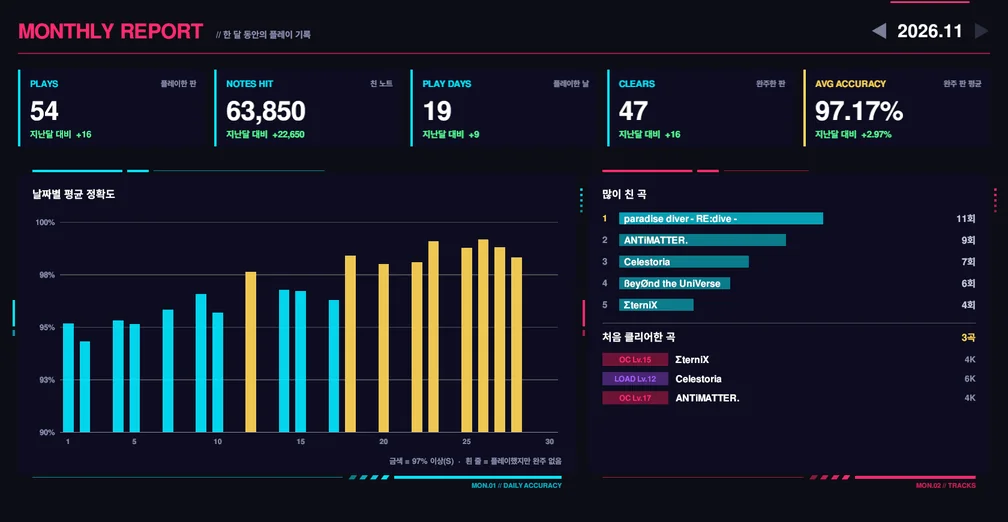 MONTHLY REPORT // 한 달 동안의 플레이 기록
2026.11
PLAYS 플레이한 판
54
지난달 대비 +16
NOTES HIT 친 노트
63,850
지난달 대비 +22,650
PLAY DAYS 플레이한 날
19
지난달 대비 +9
CLEARS 완주한 판
47
지난달 대비 +16
AVG ACCURACY 완주 판 평균
97.17%
지난달 대비 +2.97%
날짜별 평균 정확도
100%
98%
95%
93%
90%
1 5 10 15 20 25 30
금색 = 97% 이상(S) · 흰 줄 = 플레이했지만 완주 없음
MON.01 // DAILY ACCURACY
많이 친 곡
1 paradise diver - RE:dive - 11회
2 ANTiMATTER. 9회
3 Celestoria 7회
4 ßeyØnd the UniVerse 6회
5 ΣterniX 4회
처음 클리어한 곡 3곡
OC Lv.15 ΣterniX 4K
LOAD Lv.12 Celestoria 6K
OC Lv.17 ANTiMATTER. 4K
MON.02 // TRACKS